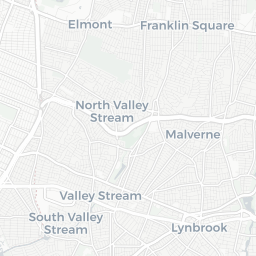 Elmont
Franklin Square
North Valley
Stream
Malverne
Valley Stream
South Valley
Stream
Lynbrook